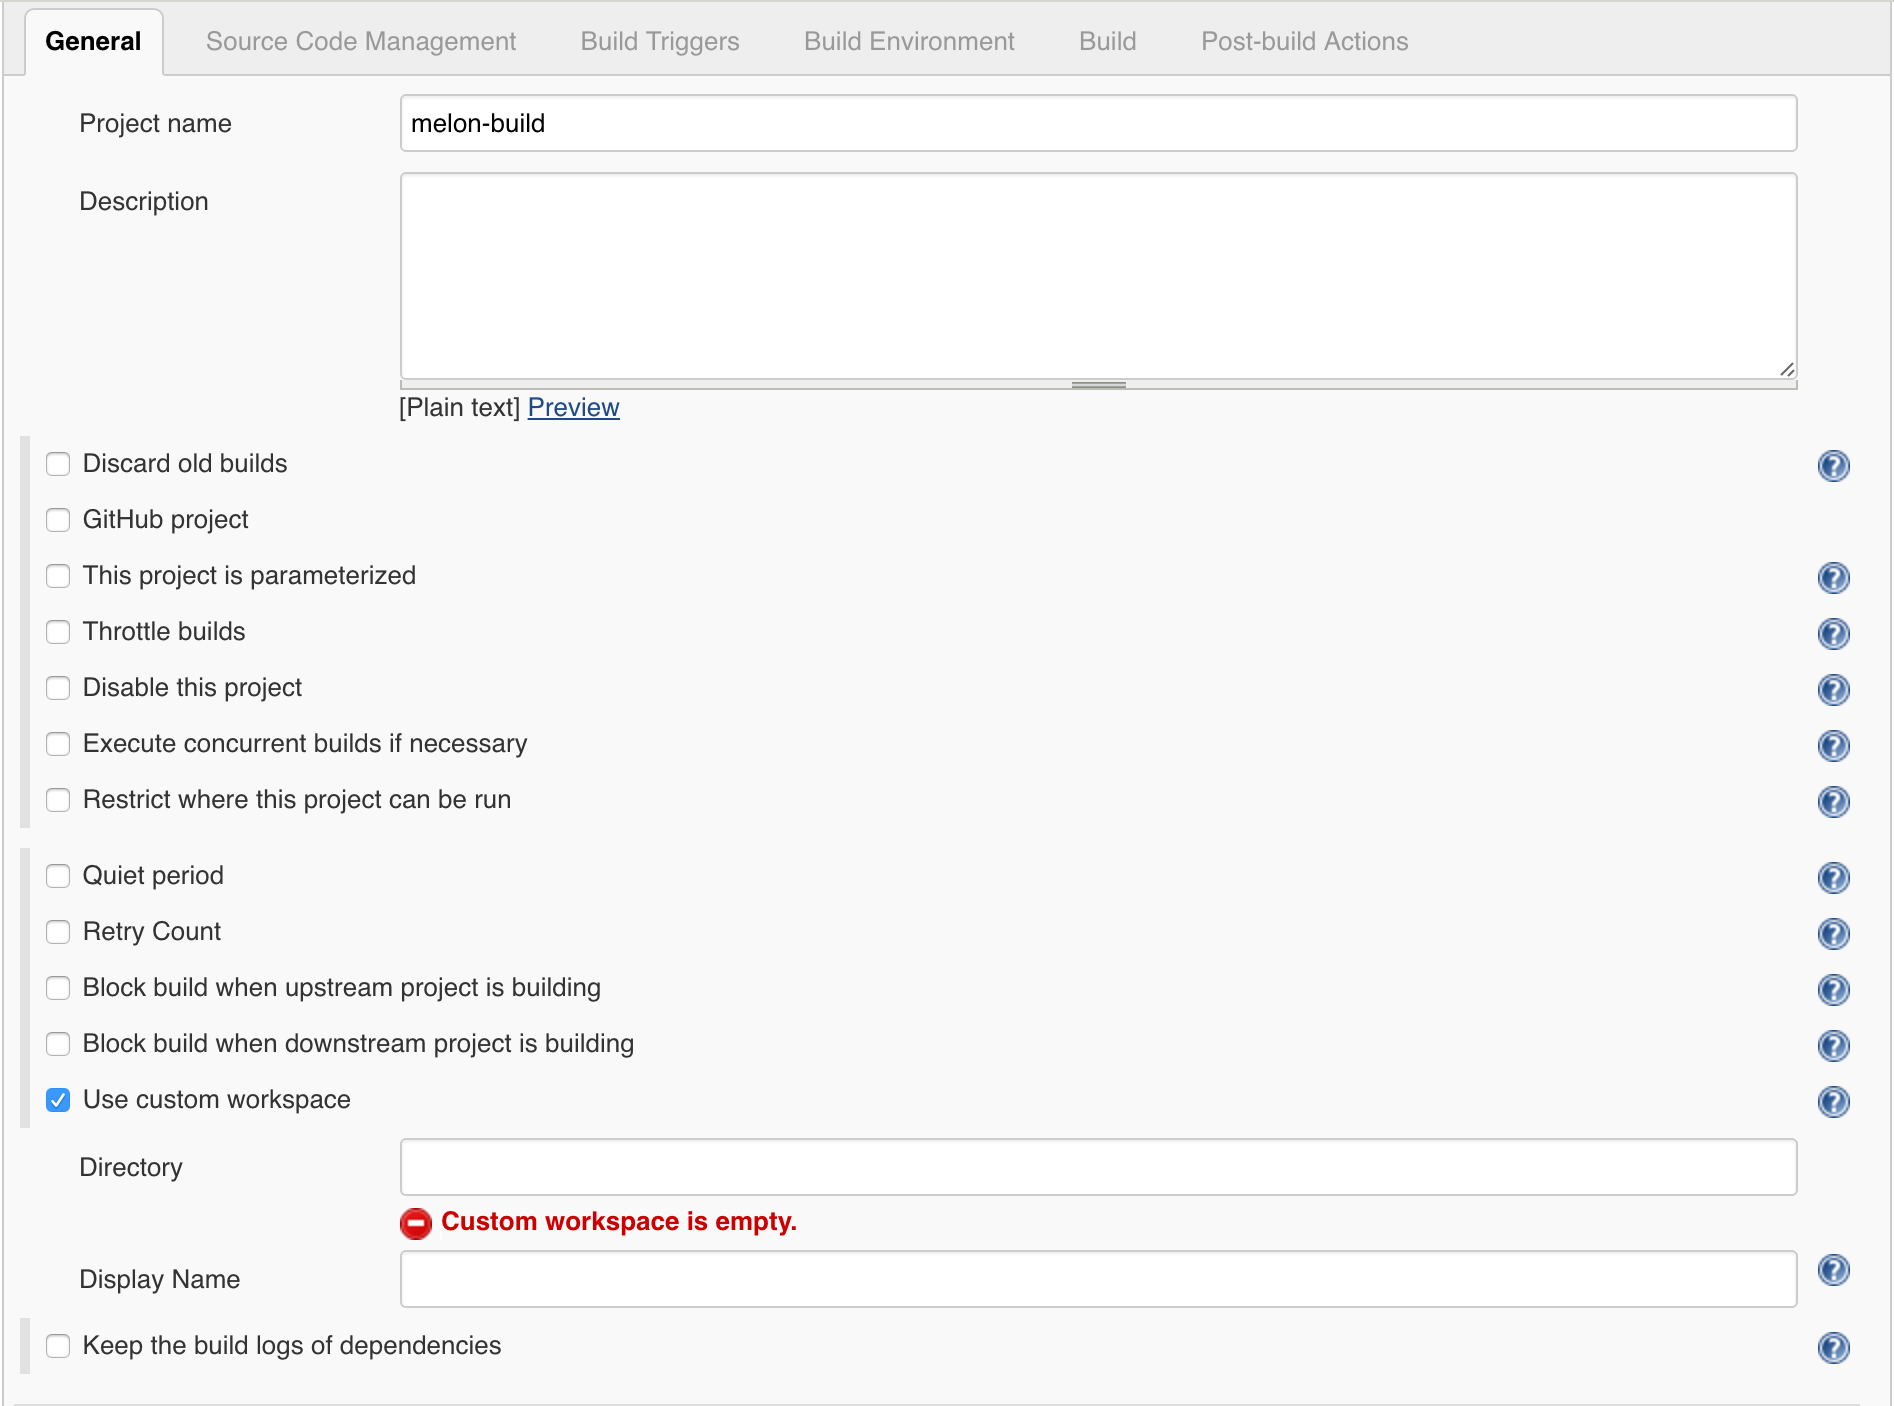 General Source Code Management Build Triggers Build Environment Build Post-build Actions
Project name melon-build
Description
[Plain text] Preview
Discard old builds
GitHub project
This project is parameterized
Throttle builds
Disable this project
Execute concurrent builds if necessary
Restrict where this project can be run
Quiet period
Retry Count
Block build when upstream project is building
Block build when downstream project is building
Use custom workspace
Directory
Custom workspace is empty.
Display Name
Keep the build logs of dependencies